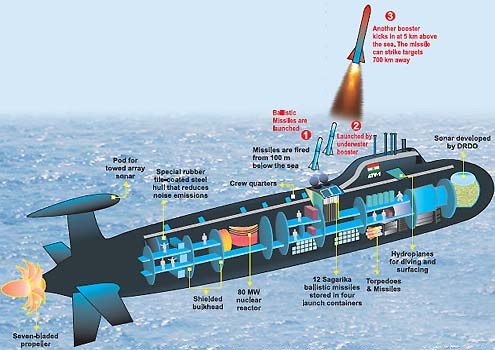 3
Another booster
kicks in at 5 km above
the sea. The missile
can strike targets
700 km away
Ballistic
Missiles are
launched
1
2
Launched by
underwater
booster
Missiles are fired
from 100 m
below the sea
Sonar developed
by DRDO
Pod for
towed array
sonar
Special rubber
tile-coated steel
hull that reduces
noise emissions
Crew quarters
ATV-1
Hydroplanes
for diving and
surfacing
Torpedoes
& Missiles
12 Sagarika
ballistic missiles
stored in four
launch containers
80 MW
nuclear
reactor
Shielded
bulkhead
Seven-bladed
propeller